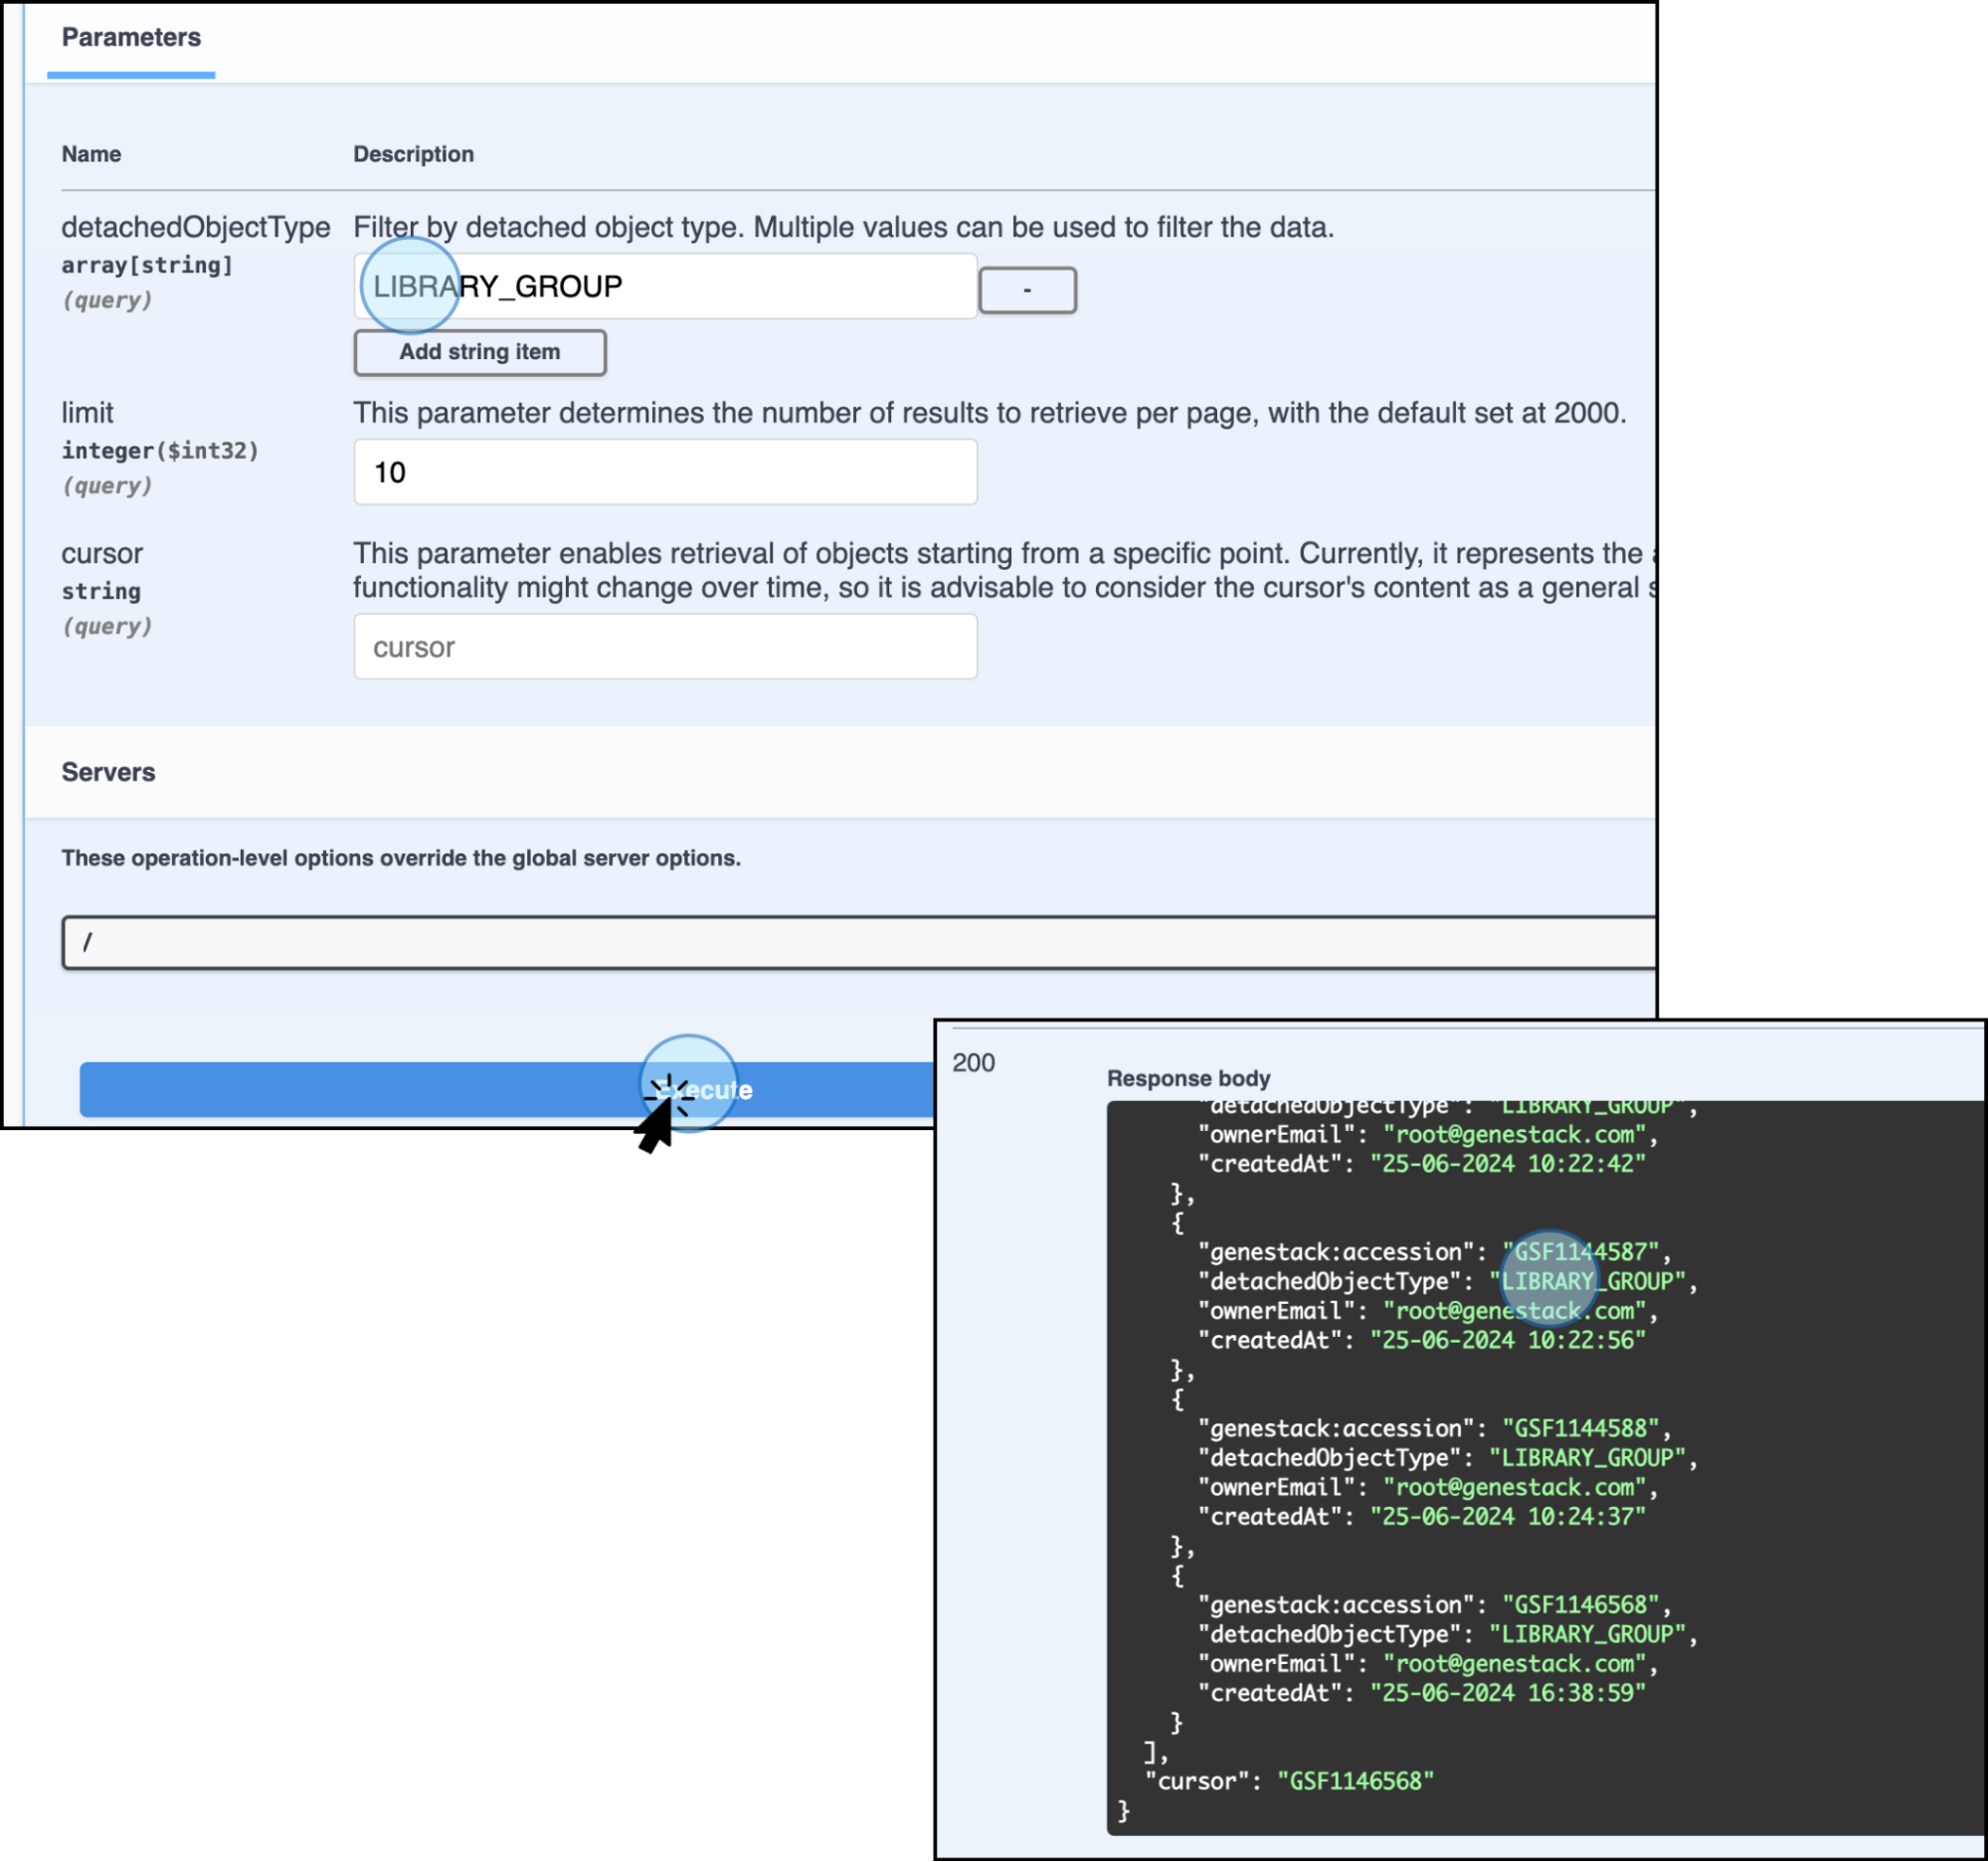 Parameters
Name Description
detachedObjectType Filter by detached object type. Multiple values can be used to filter the data.
array[string]
(query)
LIBRARY_GROUP
-
Add string item
limit This parameter determines the number of results to retrieve per page, with the default set at 2000.
integer($int32)
(query)
10
cursor This parameter enables retrieval of objects starting from a specific point. Currently, it represents the
string functionality might change over time, so it is advisable to consider the cursor's content as a general
(query)
cursor
Servers
These operation-level options override the global server options.
/
Execute
200
Response body
"detachedObjectType": "LIBRARY_GROUP",
"ownerEmail": "root@genestack.com",
"createdAt": "25-06-2024 10:22:42"
},
{
"genestack:accession": "GSF1144587",
"detachedObjectType": "LIBRARY_GROUP",
"ownerEmail": "root@genestack.com",
"createdAt": "25-06-2024 10:22:56"
},
{
"genestack:accession": "GSF1144588",
"detachedObjectType": "LIBRARY_GROUP",
"ownerEmail": "root@genestack.com",
"createdAt": "25-06-2024 10:24:37"
},
{
"genestack:accession": "GSF1146568",
"detachedObjectType": "LIBRARY_GROUP",
"ownerEmail": "root@genestack.com",
"createdAt": "25-06-2024 16:38:59"
}
],
"cursor": "GSF1146568"
}